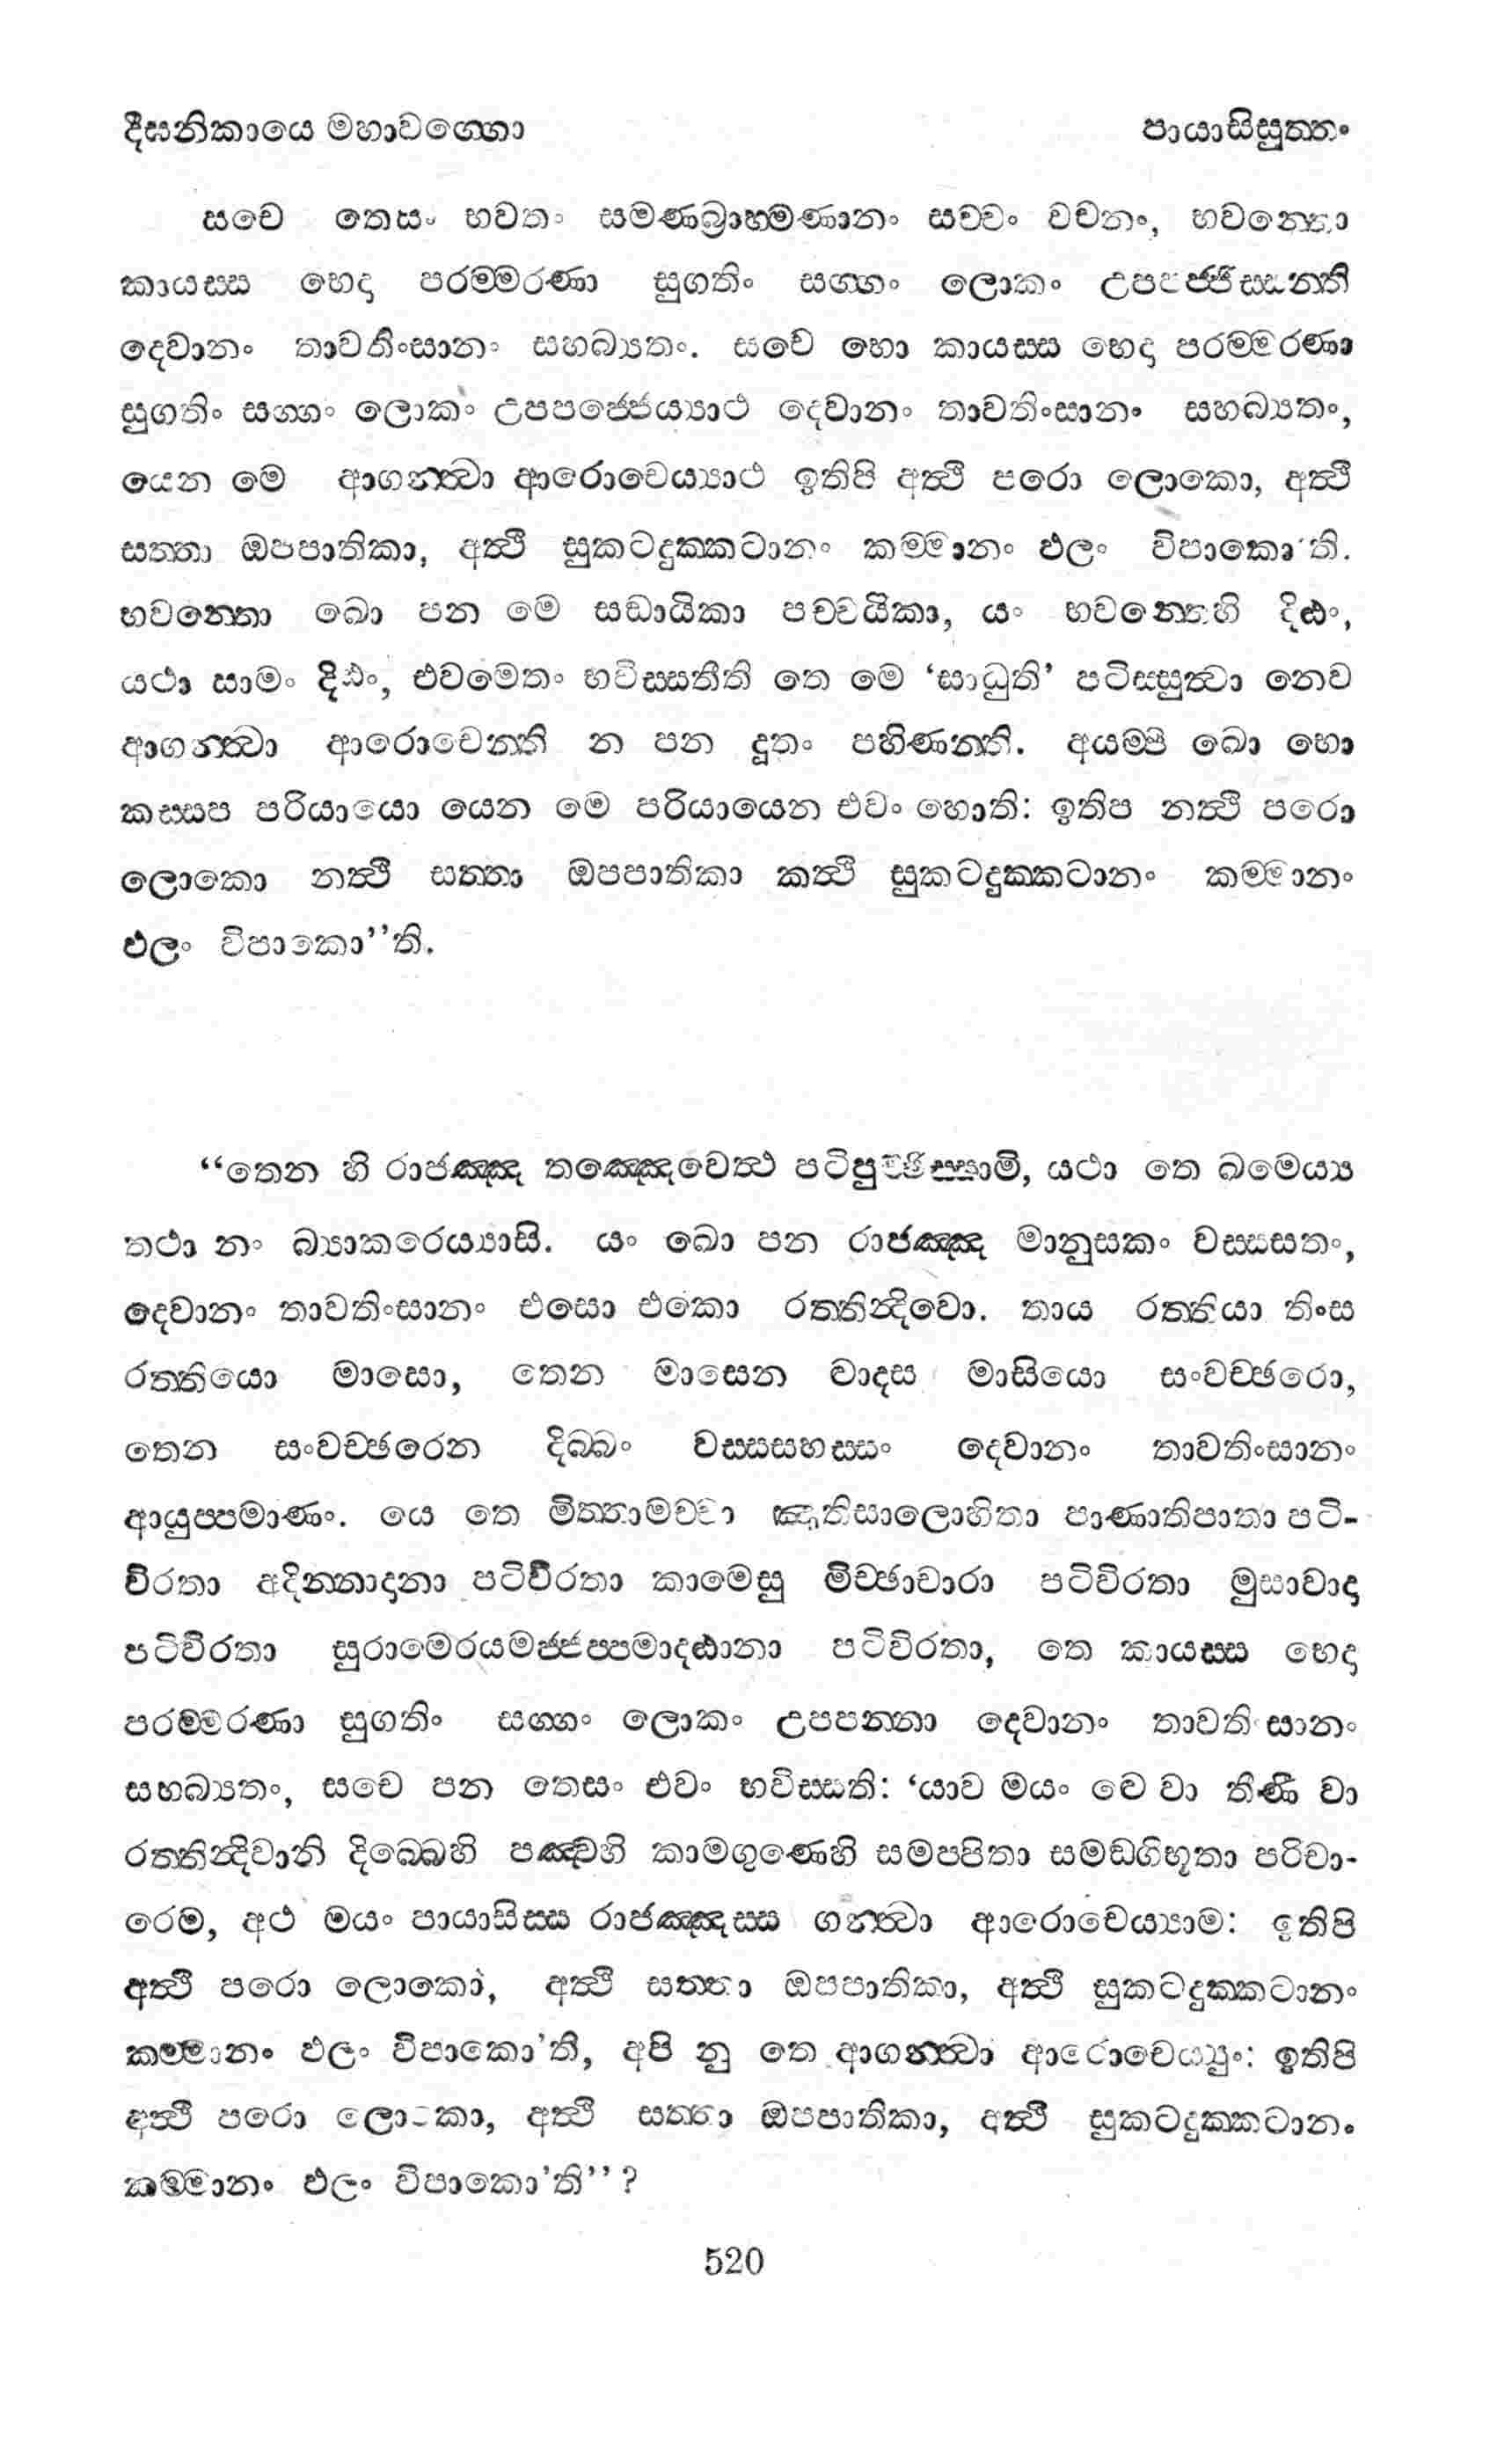 දීඝනිකායෙ මහාවග්ගො පායාසිසුත්තං
සචෙ තෙසං භවතං සමණබ්‍රාහ්මණානං සච්චං වචනං, භවන්තො
කායස්ස භෙදා පරම්මරණා සුගතිං සග්ගං ලොකං උපපජ්ජිස්සන්ති
දෙවානං තාවතිංසානං සහබ්‍යතං. සචෙ භො කායස්ස භෙදා පරම්මරණා
සුගතිං සග්ගං ලොකං උපපජ්ජෙය්‍යාථ දෙවානං තාවතිංසානං සහබ්‍යතං,
යෙන මෙ ආගන්ත්‍වා ආරොචෙය්‍යාථ ඉතිපි අත්‍ථි පරො ලොකො, අත්‍ථි
සත්තා ඔපපාතිකා, අත්‍ථි සුකටදුක්කටානං කම්මානං ඵලං විපාකො'ති.
භවන්තො ඛො පන මෙ සද්ධායිකා පච්චයිකා, යං භවන්තෙහි දිට්ඨං,
යථා සාමං දිට්ඨං, එවමෙතං භවිස්සතීති තෙ මෙ ‘සාධුති’ පටිස්සුත්‍වා නෙව
ආගන්ත්‍වා ආරොචෙන්ති න පන දූතං පහිණන්ති. අයම්පි ඛො භො
කස්සප පරියායො යෙන මෙ පරියායෙන එවං හොති: ඉතිප නත්‍ථි පරො
ලොකො නත්‍ථි සත්තා ඔපපාතිකා කත්‍ථි සුකටදුක්කටානං කම්මානං
ඵලං විපාකො’’ති.
‘‘තෙන හි රාජඤ්ඤ තඤ්ඤෙවෙත්‍ථ පටිපුච්ඡිස්සාමි, යථා තෙ ඛමෙය්‍ය
තථා නං බ්‍යාකරෙය්‍යාසි. යං ඛො පන රාජඤ්ඤ මානුසකං වස්සසතං,
දෙවානං තාවතිංසානං එසො එකො රත්තින්‍දිවො. තාය රත්තියා තිංස
රත්තියො මාසො, තෙන මාසෙන ද්වාදස මාසියො සංවච්ඡරො,
තෙන සංවච්ඡරෙන දිබ්බං වස්සසහස්සං දෙවානං තාවතිංසානං
ආයුප්පමාණං. යෙ තෙ මිත්තාමච්චා ඤාතිසාලොහිතා පාණාතිපාතා පටි-
විරතා අදින්නාදානා පටිවිරතා කාමෙසු මිච්ඡාචාරා පටිවිරතා මුසාවාදා
පටිවිරතා සුරාමෙරයමජ්ජප්පමාදට්ඨානා පටිවිරතා, තෙ කායස්ස භෙදා
පරම්මරණා සුගතිං සග්ගං ලොකං උපපන්නා දෙවානං තාවතිංසානං
සහබ්‍යතං, සචෙ පන තෙසං එවං භවිස්සති: ‘යාව මයං ද්වෙ වා තීණි වා
රත්තින්‍දිවානි දිබ්බෙහි පඤ්චහි කාමගුණෙහි සමප්පිතා සමඞ්ගිභූතා පරිචා-
රෙම, අථ මයං පායාසිස්ස රාජඤ්ඤස්ස ගන්ත්‍වා ආරොචෙය්‍යාම: ඉතිපි
අත්‍ථි පරො ලොකො, අත්‍ථි සත්තා ඔපපාතිකා, අත්‍ථි සුකටදුක්කටානං
කම්මානං ඵලං විපාකො’ති, අපි නු තෙ ආගන්ත්‍වා ආරොචෙය්‍යුං: ඉතිපි
අත්‍ථි පරො ලොකො, අත්‍ථි සත්තා ඔපපාතිකා, අත්‍ථි සුකටදුක්කටානං
කම්මානං ඵලං විපාකො’ති’’?
520